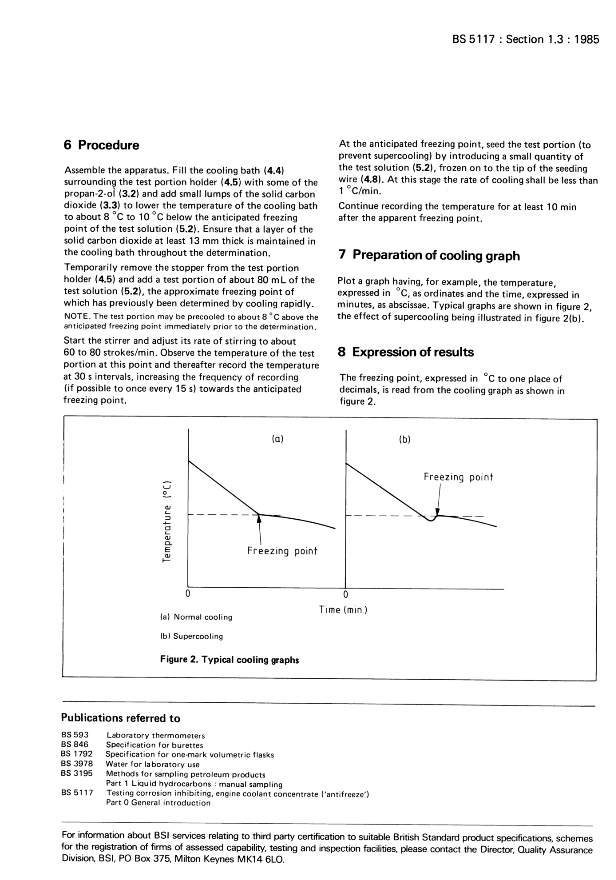 BS 5117 : Section 1.3 : 1985
6 Procedure
Assemble the apparatus. Fill the cooling bath (4.4)
surrounding the test portion holder (4.5) with some of the
propan-2-ol (3.2) and add small lumps of the solid carbon
dioxide (3.3) to lower the temperature of the cooling bath
to about 8 °C to 10 °C below the anticipated freezing
point of the test solution (5.2). Ensure that a layer of the
solid carbon dioxide at least 13 mm thick is maintained in
the cooling bath throughout the determination.
Temporarily remove the stopper from the test portion
holder (4.5) and add a test portion of about 80 mL of the
test solution (5.2), the approximate freezing point of
which has previously been determined by cooling rapidly.
NOTE. The test portion may be precooled to about 8 °C above the
anticipated freezing point immediately prior to the determination.
Start the stirrer and adjust its rate of stirring to about
60 to 80 strokes/min. Observe the temperature of the test
portion at this point and thereafter record the temperature
at 30 s intervals, increasing the frequency of recording
(if possible to once every 15 s) towards the anticipated
freezing point.
At the anticipated freezing point, seed the test portion (to
prevent supercooling) by introducing a small quantity of
the test solution (5.2), frozen on to the tip of the seeding
wire (4.8). At this stage the rate of cooling shall be less than
1 °C/min.
Continue recording the temperature for at least 10 min
after the apparent freezing point.
7 Preparation of cooling graph
Plot a graph having, for example, the temperature,
expressed in °C, as ordinates and the time, expressed in
minutes, as abscissae. Typical graphs are shown in figure 2,
the effect of supercooling being illustrated in figure 2(b).
8 Expression of results
The freezing point, expressed in °C to one place of
decimals, is read from the cooling graph as shown in
figure 2.
(a)
(b)
Freezing point
Temperature (°C)
Freezing point
0
0
Time (min.)
(a) Normal cooling
(b) Supercooling
Figure 2. Typical cooling graphs
Publications referred to
BS 593 Laboratory thermometers
BS 846 Specification for burettes
BS 1792 Specification for one-mark volumetric flasks
BS 3978 Water for laboratory use
BS 3195 Methods for sampling petroleum products
Part 1 Liquid hydrocarbons : manual sampling
BS 5117 Testing corrosion inhibiting, engine coolant concentrate ('antifreeze')
Part 0 General introduction
For information about BSI services relating to third party certification to suitable British Standard product specifications, schemes
for the registration of firms of assessed capability, testing and inspection facilities, please contact the Director, Quality Assurance
Division, BSI, PO Box 375, Milton Keynes MK14 6LO.